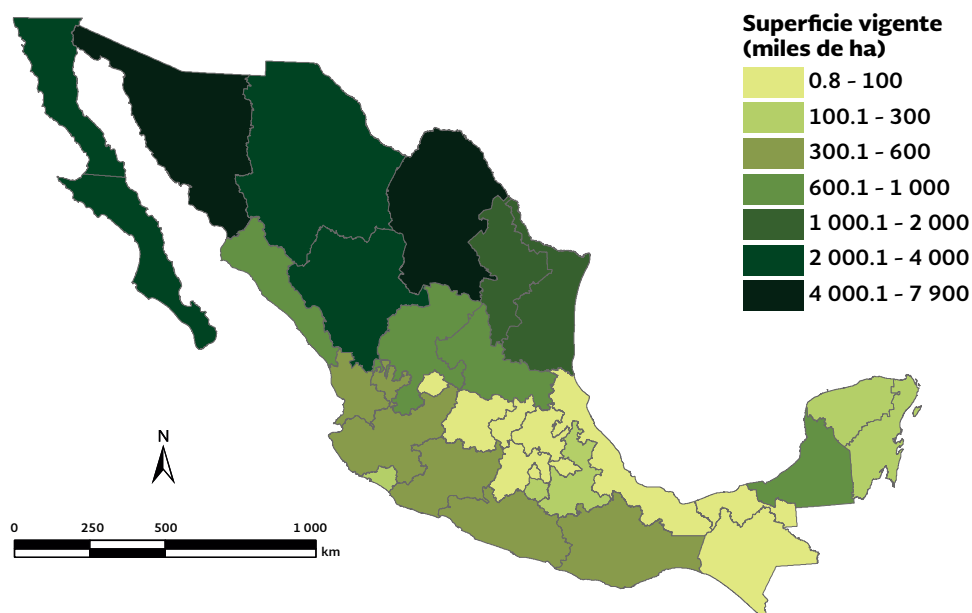 Superficie vigente
(miles de ha)
0.8 - 100
100.1 - 300
300.1 - 600
600.1 - 1 000
1 000.1 - 2 000
2 000.1 - 4 000
4 000.1 - 7 900
N
0 250 500 1 000
km